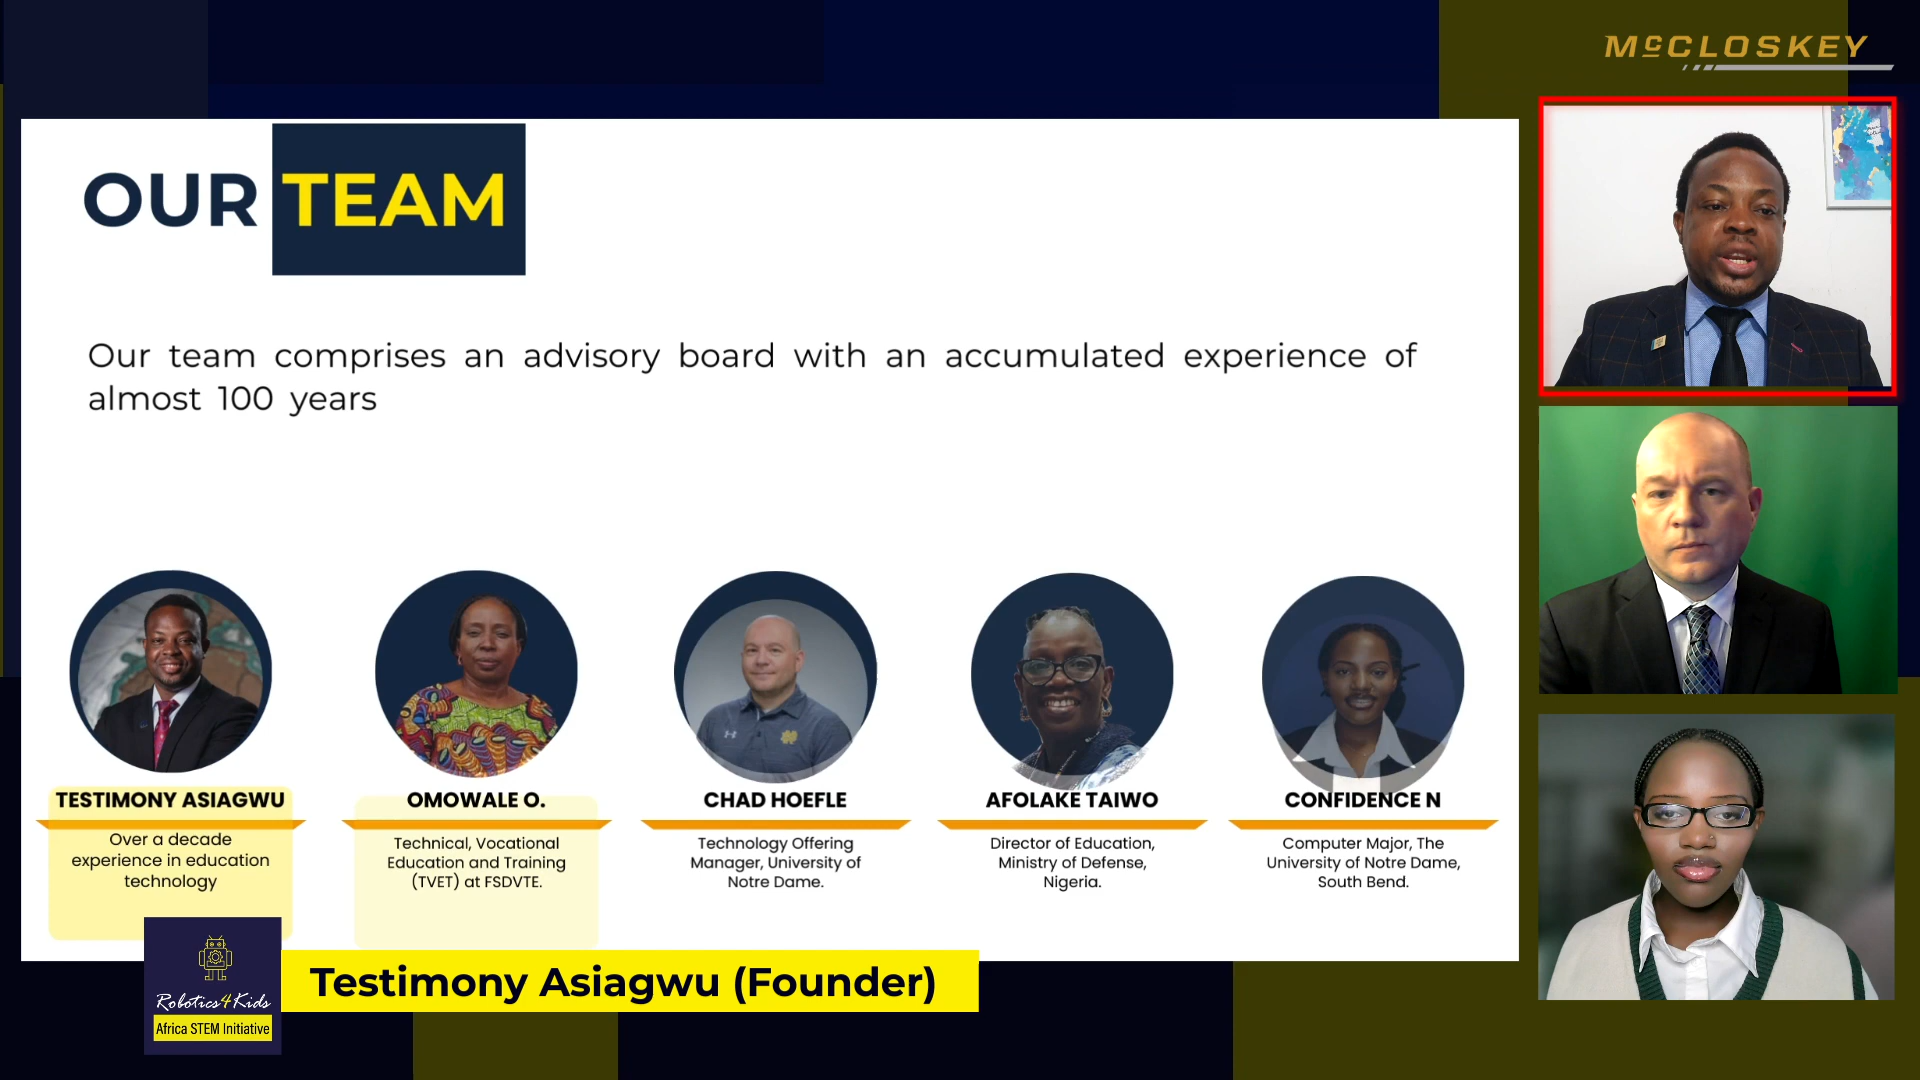 McCLOSKEY
OUR TEAM
Our team comprises an advisory board with an accumulated experience of
almost 100 years
TESTIMONY ASIAGWU
Over a decade
experience in education
technology
OMOWALE O.
Technical, Vocational
Education and Training
(TVET) at FSDVTE.
CHAD HOEFLE
Technology Offering
Manager, University of
Notre Dame.
AFOLAKE TAIWO
Director of Education,
Ministry of Defense,
Nigeria.
CONFIDENCE N
Computer Major, The
University of Notre Dame,
South Bend.
Robotics4Kids
Africa STEM Initiative
Testimony Asiagwu (Founder)